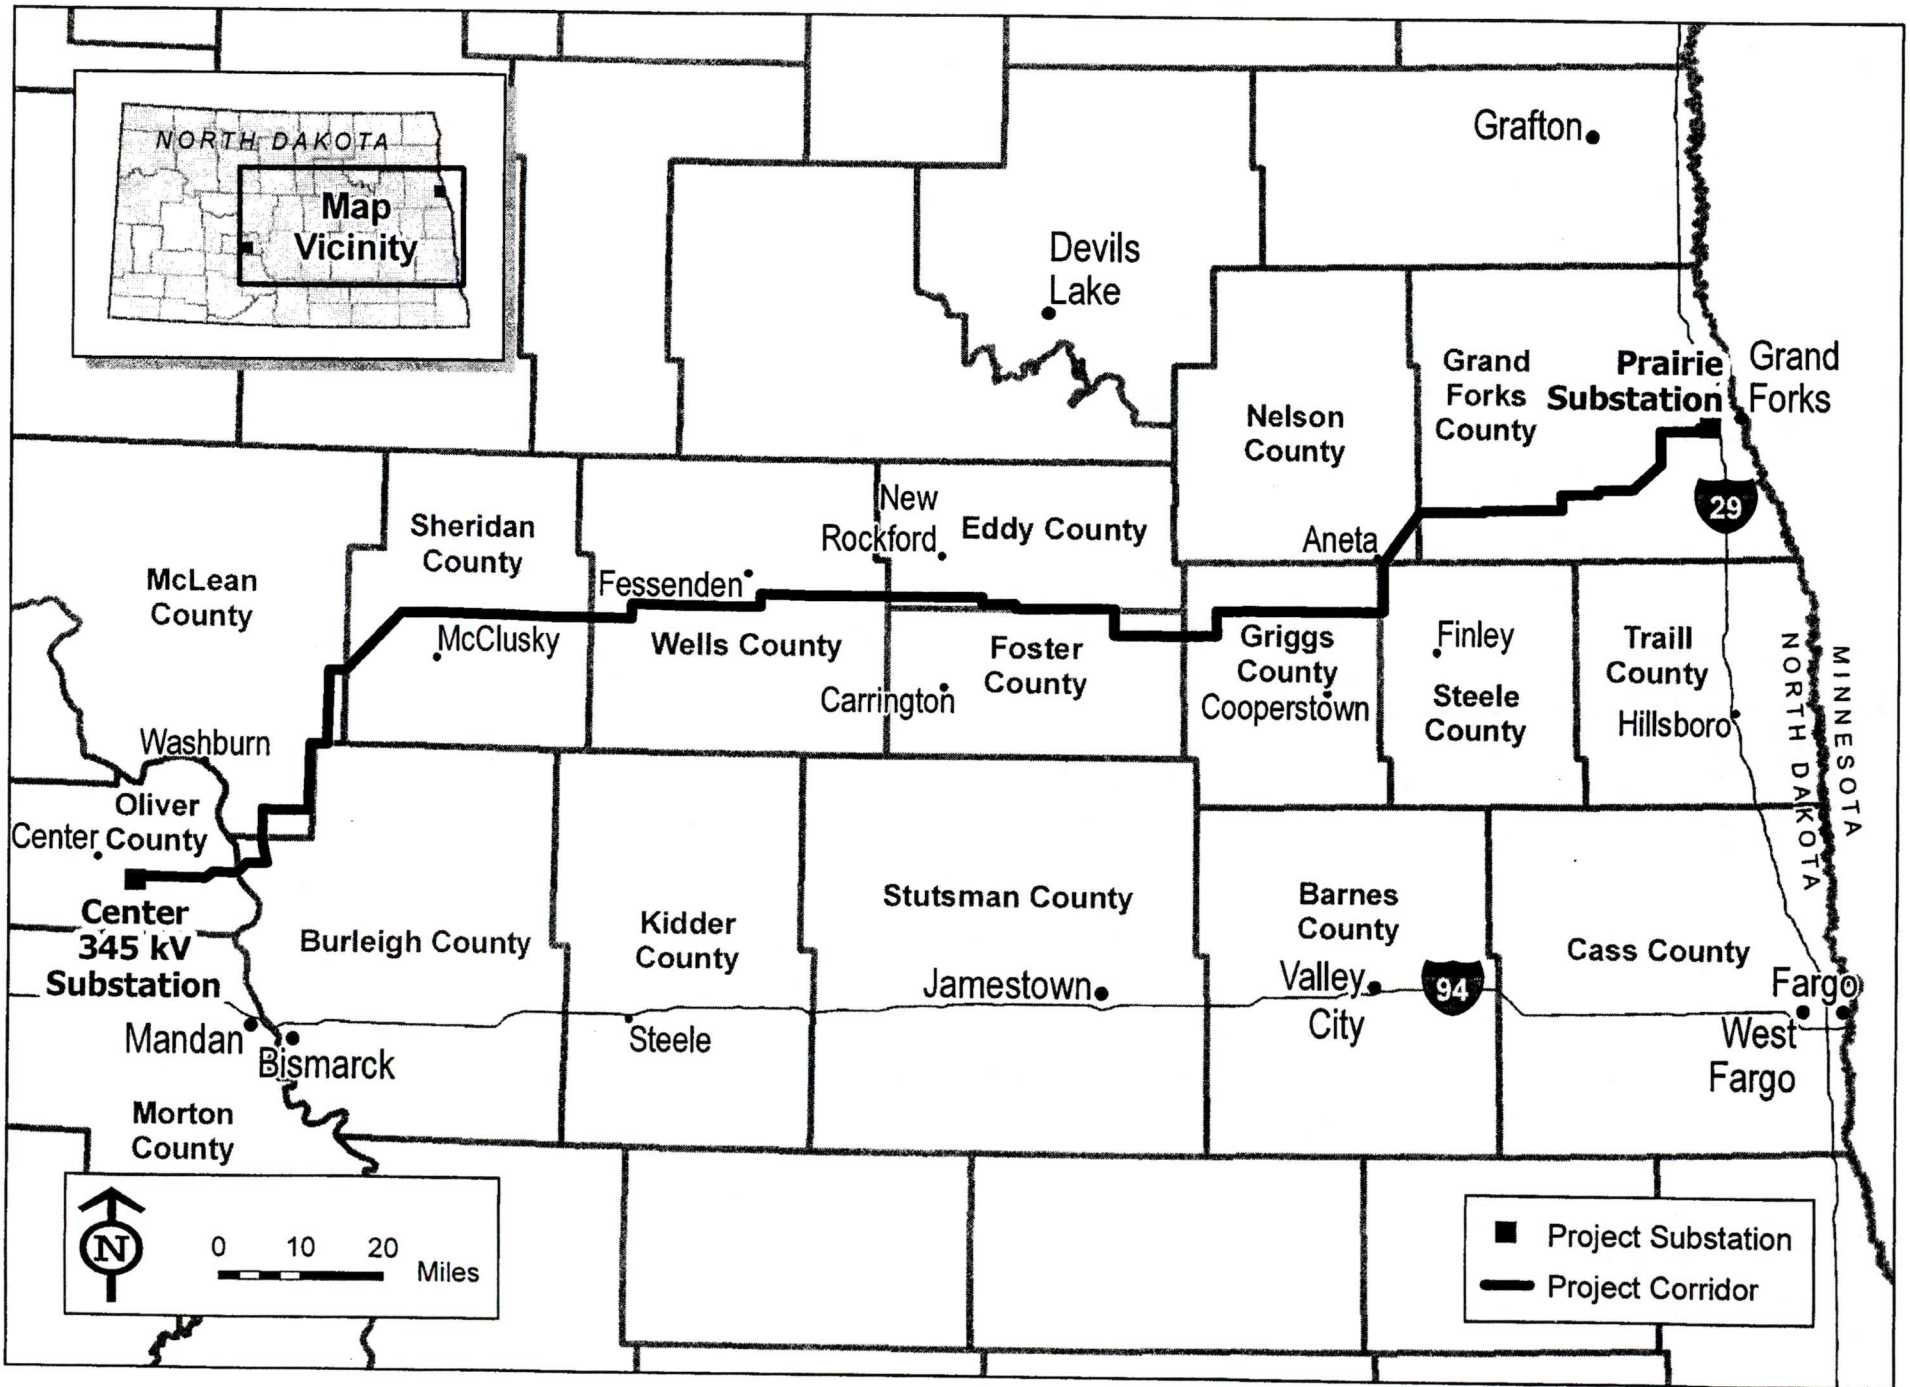 NORTH DAKOTA
Map
Vicinity
Grafton
Devils
Lake
Grand
Forks
County
Prairie
Substation
Grand
Forks
Nelson
County
29
New
Rockford
Eddy County
Sheridan
County
Aneta
McLean
County
Fessenden
McClusky
Wells County
Foster
County
Griggs
County
Cooperstown
Finley
Steele
County
Traill
County
Hillsboro
Carrington
NORTH DAKOTA
MINNESOTA
Washburn
Oliver
County
Center
Center
345 kV
Substation
Burleigh County
Kidder
County
Stutsman County
Barnes
County
Cass County
Jamestown
Valley
City
94
Fargo
West
Fargo
Mandan
Bismarck
Steele
Morton
County
N
0 10 20
Miles
Project Substation
Project Corridor